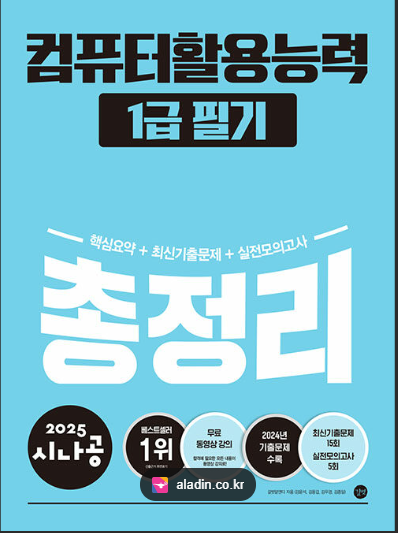 컴퓨터활용능력
1급 필기
핵심요약 + 최신기출문제 + 실전모의고사
총정리
2025
시나공
베스트셀러
1위
무료
동영상 강의
2024년
기출문제
수록
최신기출문제
15회
실전모의고사
5회
aladin.co.kr
길벗